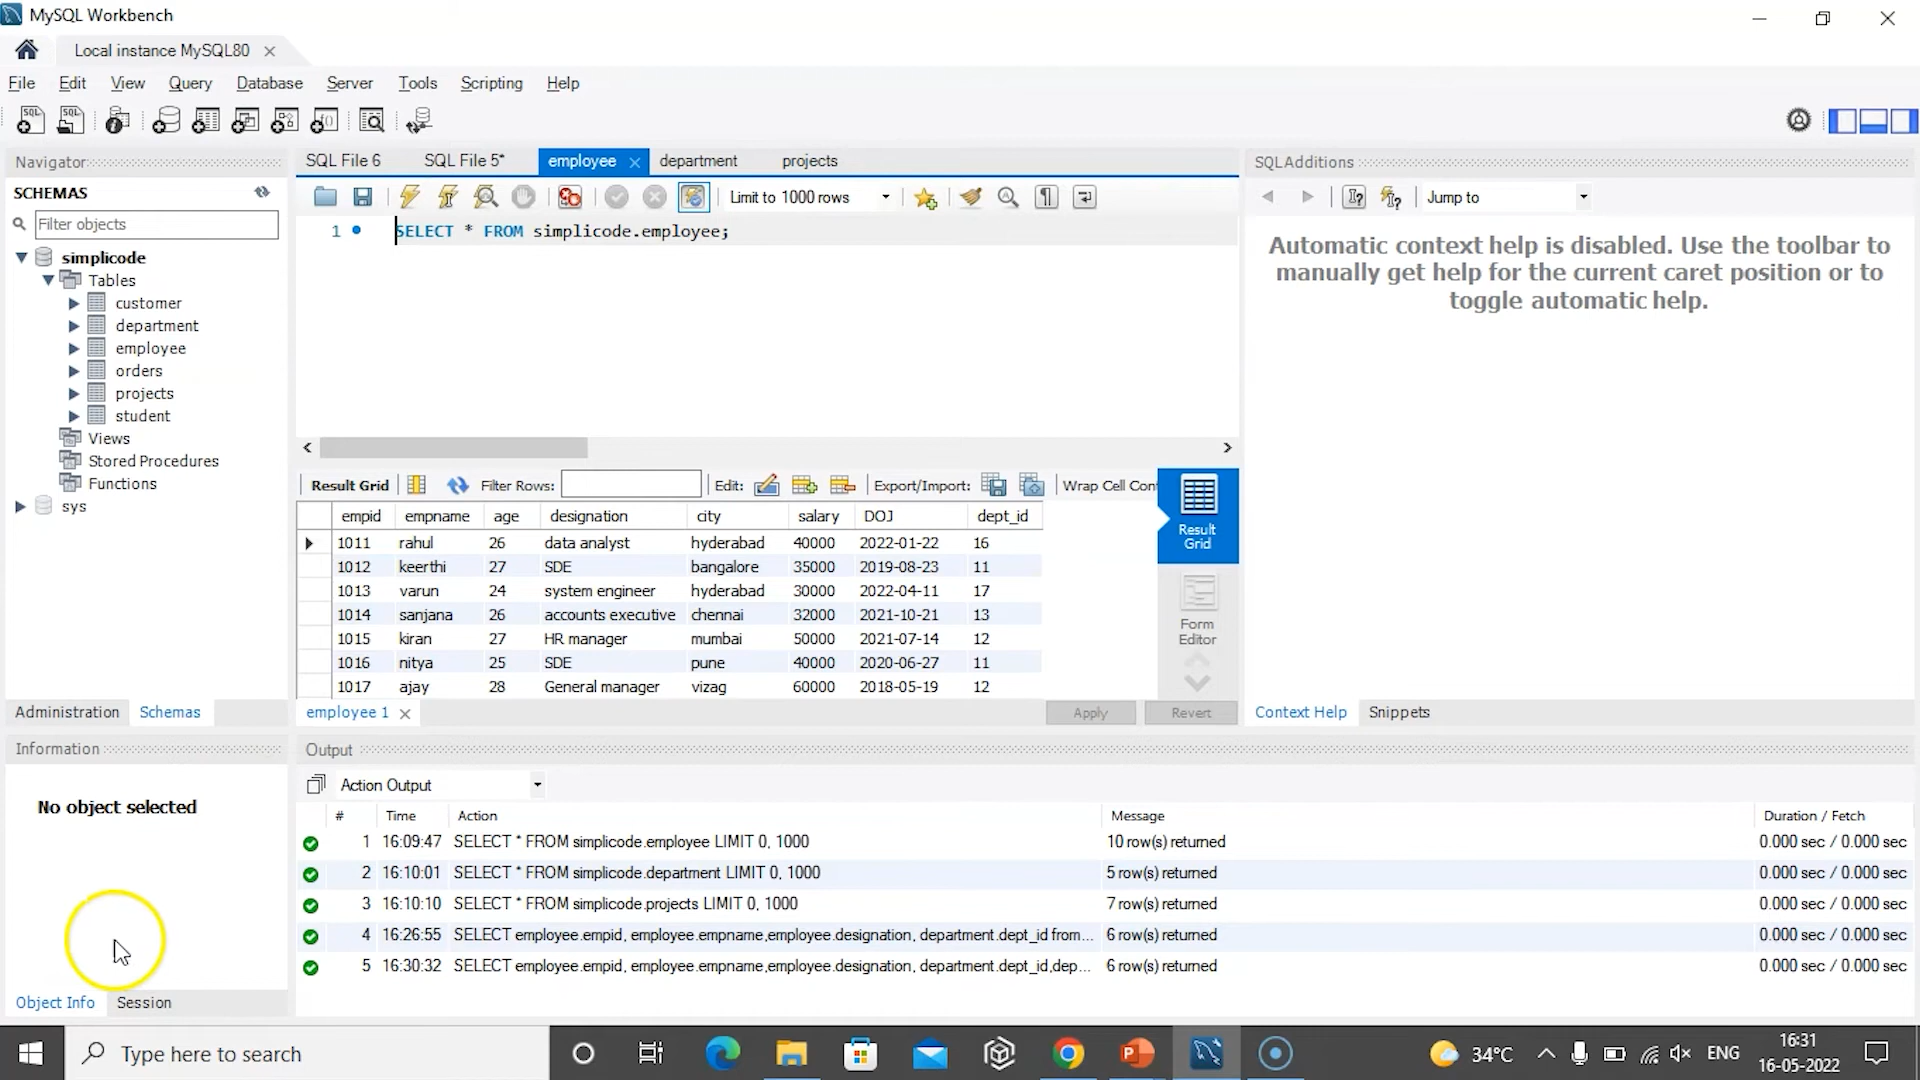 MySQL Workbench
Local instance MySQL80
File Edit View Query Database Server Tools Scripting Help
Navigator
SCHEMAS
Filter objects
simplicode
Tables
customer
department
employee
orders
projects
student
Views
Stored Procedures
Functions
sys
Administration Schemas
Information
No object selected
Object Info Session
SQL File 6 SQL File 5* employee department projects
Limit to 1000 rows
1 SELECT * FROM simplicode.employee;
Result Grid Filter Rows: Edit: Export/Import: Wrap Cell Cont
empid empname age designation city salary DOJ dept_id
1011 rahul 26 data analyst hyderabad 40000 2022-01-22 16
1012 keerthi 27 SDE bangalore 35000 2019-08-23 11
1013 varun 24 system engineer hyderabad 30000 2022-04-11 17
1014 sanjana 26 accounts executive chennai 32000 2021-10-21 13
1015 kiran 27 HR manager mumbai 50000 2021-07-14 12
1016 nitya 25 SDE pune 40000 2020-06-27 11
1017 ajay 28 General manager vizag 60000 2018-05-19 12
Result
Grid
Form
Editor
employee 1 Apply Revert
SQLAdditions
Jump to
Automatic context help is disabled. Use the toolbar to
manually get help for the current caret position or to
toggle automatic help.
Context Help Snippets
Output
Action Output
# Time Action Message Duration / Fetch
1 16:09:47 SELECT * FROM simplicode.employee LIMIT 0, 1000 10 row(s) returned 0.000 sec / 0.000 sec
2 16:10:01 SELECT * FROM simplicode.department LIMIT 0, 1000 5 row(s) returned 0.000 sec / 0.000 sec
3 16:10:10 SELECT * FROM simplicode.projects LIMIT 0, 1000 7 row(s) returned 0.000 sec / 0.000 sec
4 16:26:55 SELECT employee.empid, employee.empname,employee.designation, department.dept_id from... 6 row(s) returned 0.000 sec / 0.000 sec
5 16:30:32 SELECT employee.empid, employee.empname,employee.designation, department.dept_id,dep... 6 row(s) returned 0.000 sec / 0.000 sec
Type here to search
34°C ENG
16:31
16-05-2022